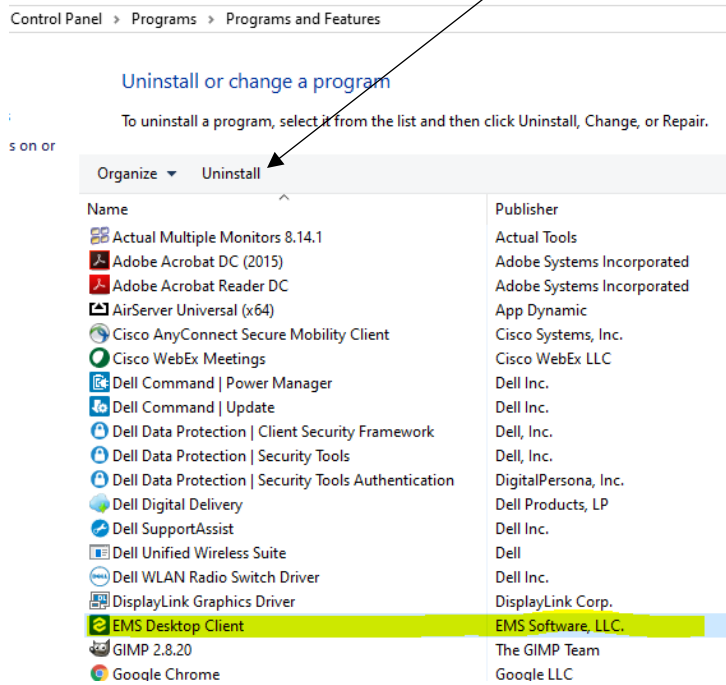 Control Panel > Programs > Programs and Features
Uninstall or change a program
To uninstall a program, select it from the list and then click Uninstall, Change, or Repair.
s on or
Organize Uninstall
Name Publisher
Actual Multiple Monitors 8.14.1 Actual Tools
Adobe Acrobat DC (2015) Adobe Systems Incorporated
Adobe Acrobat Reader DC Adobe Systems Incorporated
AirServer Universal (x64) App Dynamic
Cisco AnyConnect Secure Mobility Client Cisco Systems, Inc.
Cisco WebEx Meetings Cisco WebEx LLC
Dell Command | Power Manager Dell Inc.
Dell Command | Update Dell Inc.
Dell Data Protection | Client Security Framework Dell, Inc.
Dell Data Protection | Security Tools Dell, Inc.
Dell Data Protection | Security Tools Authentication DigitalPersona, Inc.
Dell Digital Delivery Dell Products, LP
Dell SupportAssist Dell Inc.
Dell Unified Wireless Suite Dell
Dell WLAN Radio Switch Driver Dell Inc.
DisplayLink Graphics Driver DisplayLink Corp.
EMS Desktop Client EMS Software, LLC.
GIMP 2.8.20 The GIMP Team
Google Chrome Google LLC